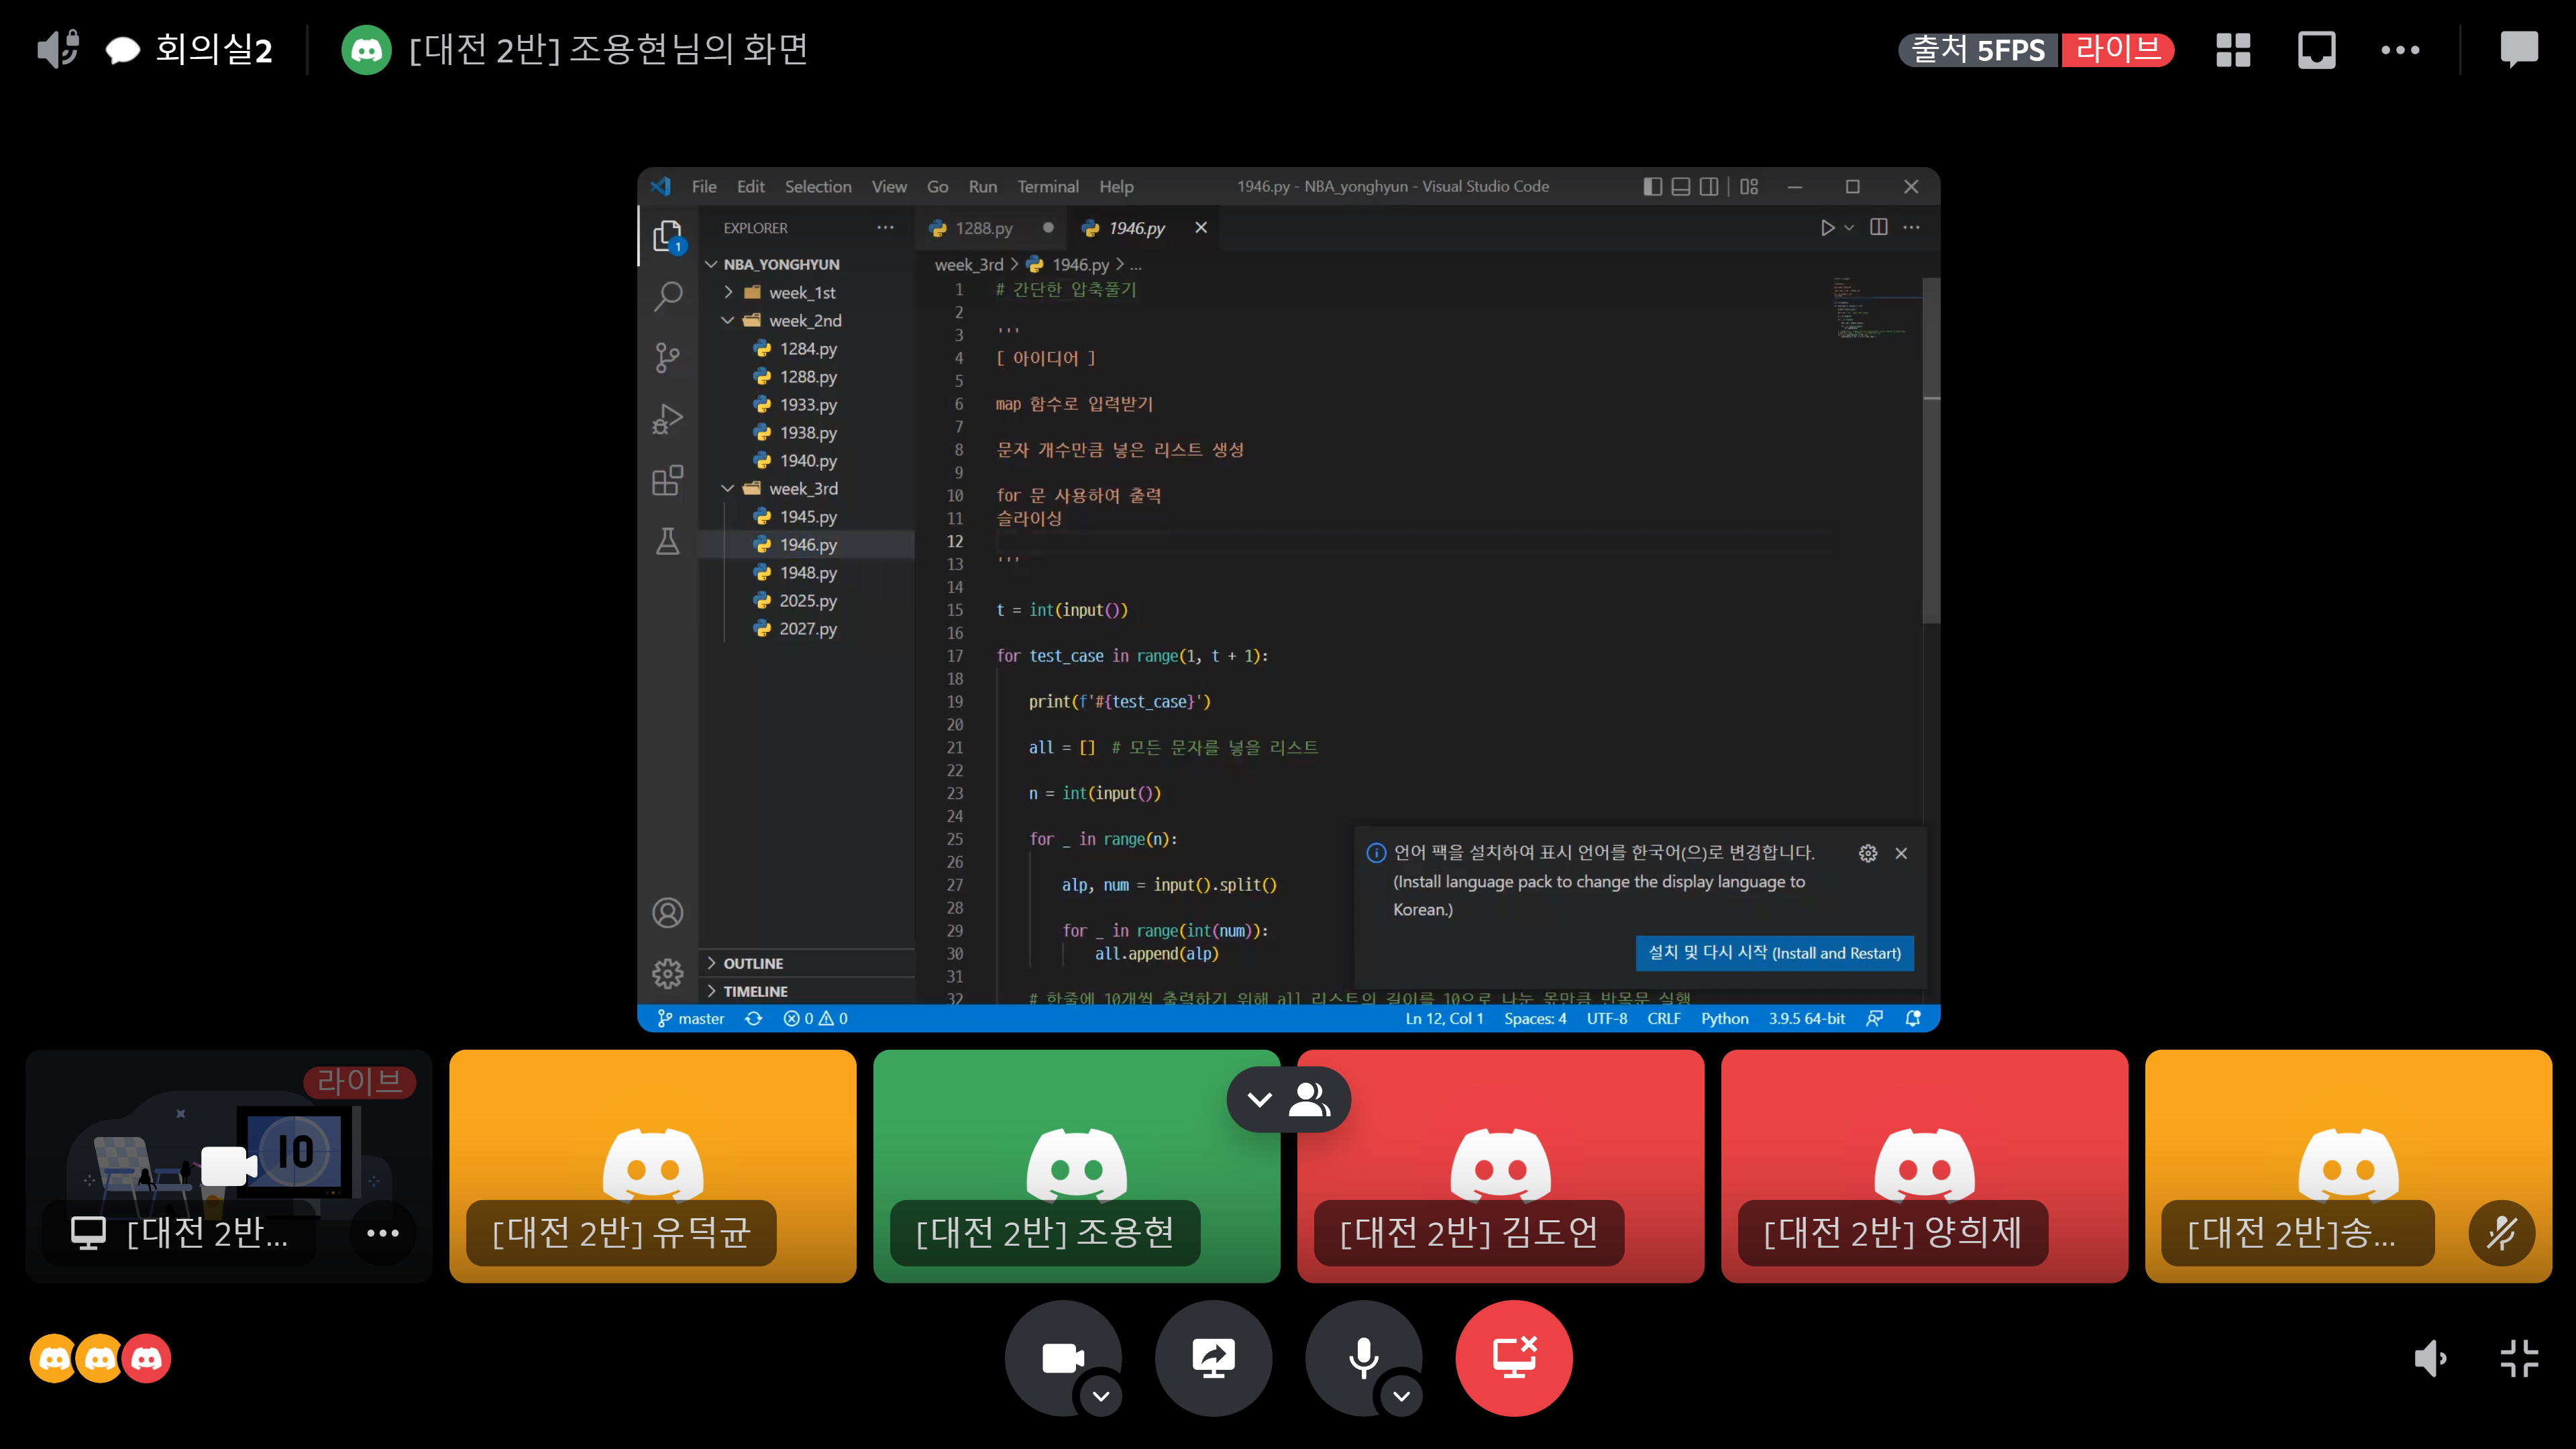 회의실2
[대전 2반] 조용현님의 화면
출처 5FPS 라이브
File Edit Selection View Go Run Terminal Help
1946.py - NBA_yonghyun - Visual Studio Code
EXPLORER
1288.py
1946.py
1
NBA_YONGHYUN
week_1st
week_2nd
1284.py
1288.py
1933.py
1938.py
1940.py
week_3rd
1945.py
1946.py
1948.py
2025.py
2027.py
OUTLINE
TIMELINE
week_3rd > 1946.py > ...
1 # 간단한 압축풀기
2
3 '''
4 [ 아이디어 ]
5
6 map 함수로 입력받기
7
8 문자 개수만큼 넣은 리스트 생성
9
10 for 문 사용하여 출력
11 슬라이싱
12
13 '''
14
15 t = int(input())
16
17 for test_case in range(1, t + 1):
18
19 print(f'#{test_case}')
20
21 all = [] # 모든 문자를 넣을 리스트
22
23 n = int(input())
24
25 for _ in range(n):
26
27 alp, num = input().split()
28
29 for _ in range(int(num)):
30 all.append(alp)
31
32 # 한줄에 10개씩 출력하기 위해 all 리스트의 길이를 10으로 나눈 몫만큼 반복문 실행
언어 팩을 설치하여 표시 언어를 한국어(으)로 변경합니다.
(Install language pack to change the display language to
Korean.)
설치 및 다시 시작 (Install and Restart)
master 0 0
Ln 12, Col 1 Spaces: 4 UTF-8 CRLF Python 3.9.5 64-bit
라이브
10
[대전 2반...
[대전 2반] 유덕균
[대전 2반] 조용현
[대전 2반] 김도언
[대전 2반] 양희제
[대전 2반]송...